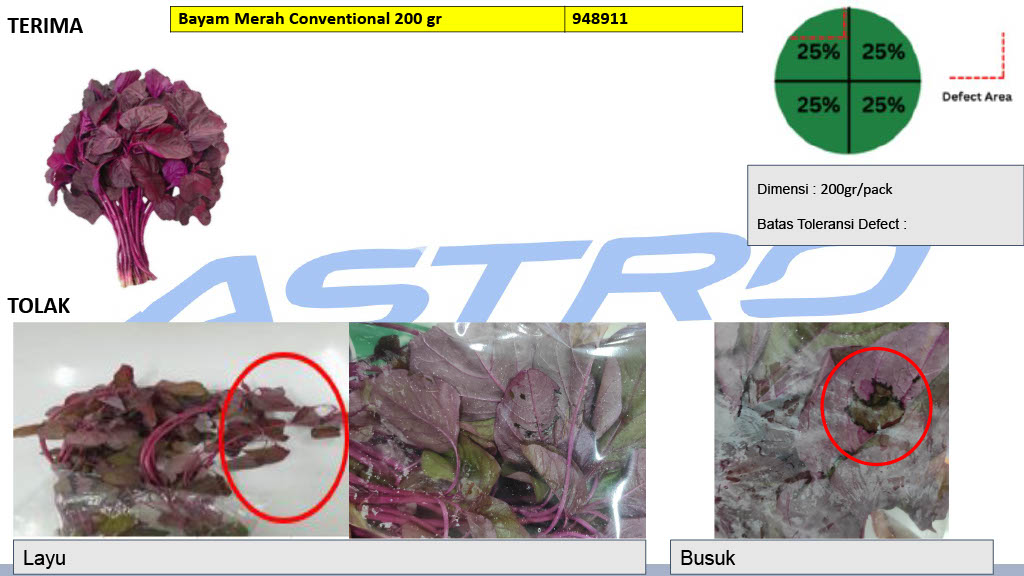 TERIMA
Bayam Merah Conventional 200 gr 948911
25% 25%
25% 25%
Defect Area
Dimensi : 200gr/pack
Batas Toleransi Defect :
ASTRO
TOLAK
Layu
Busuk